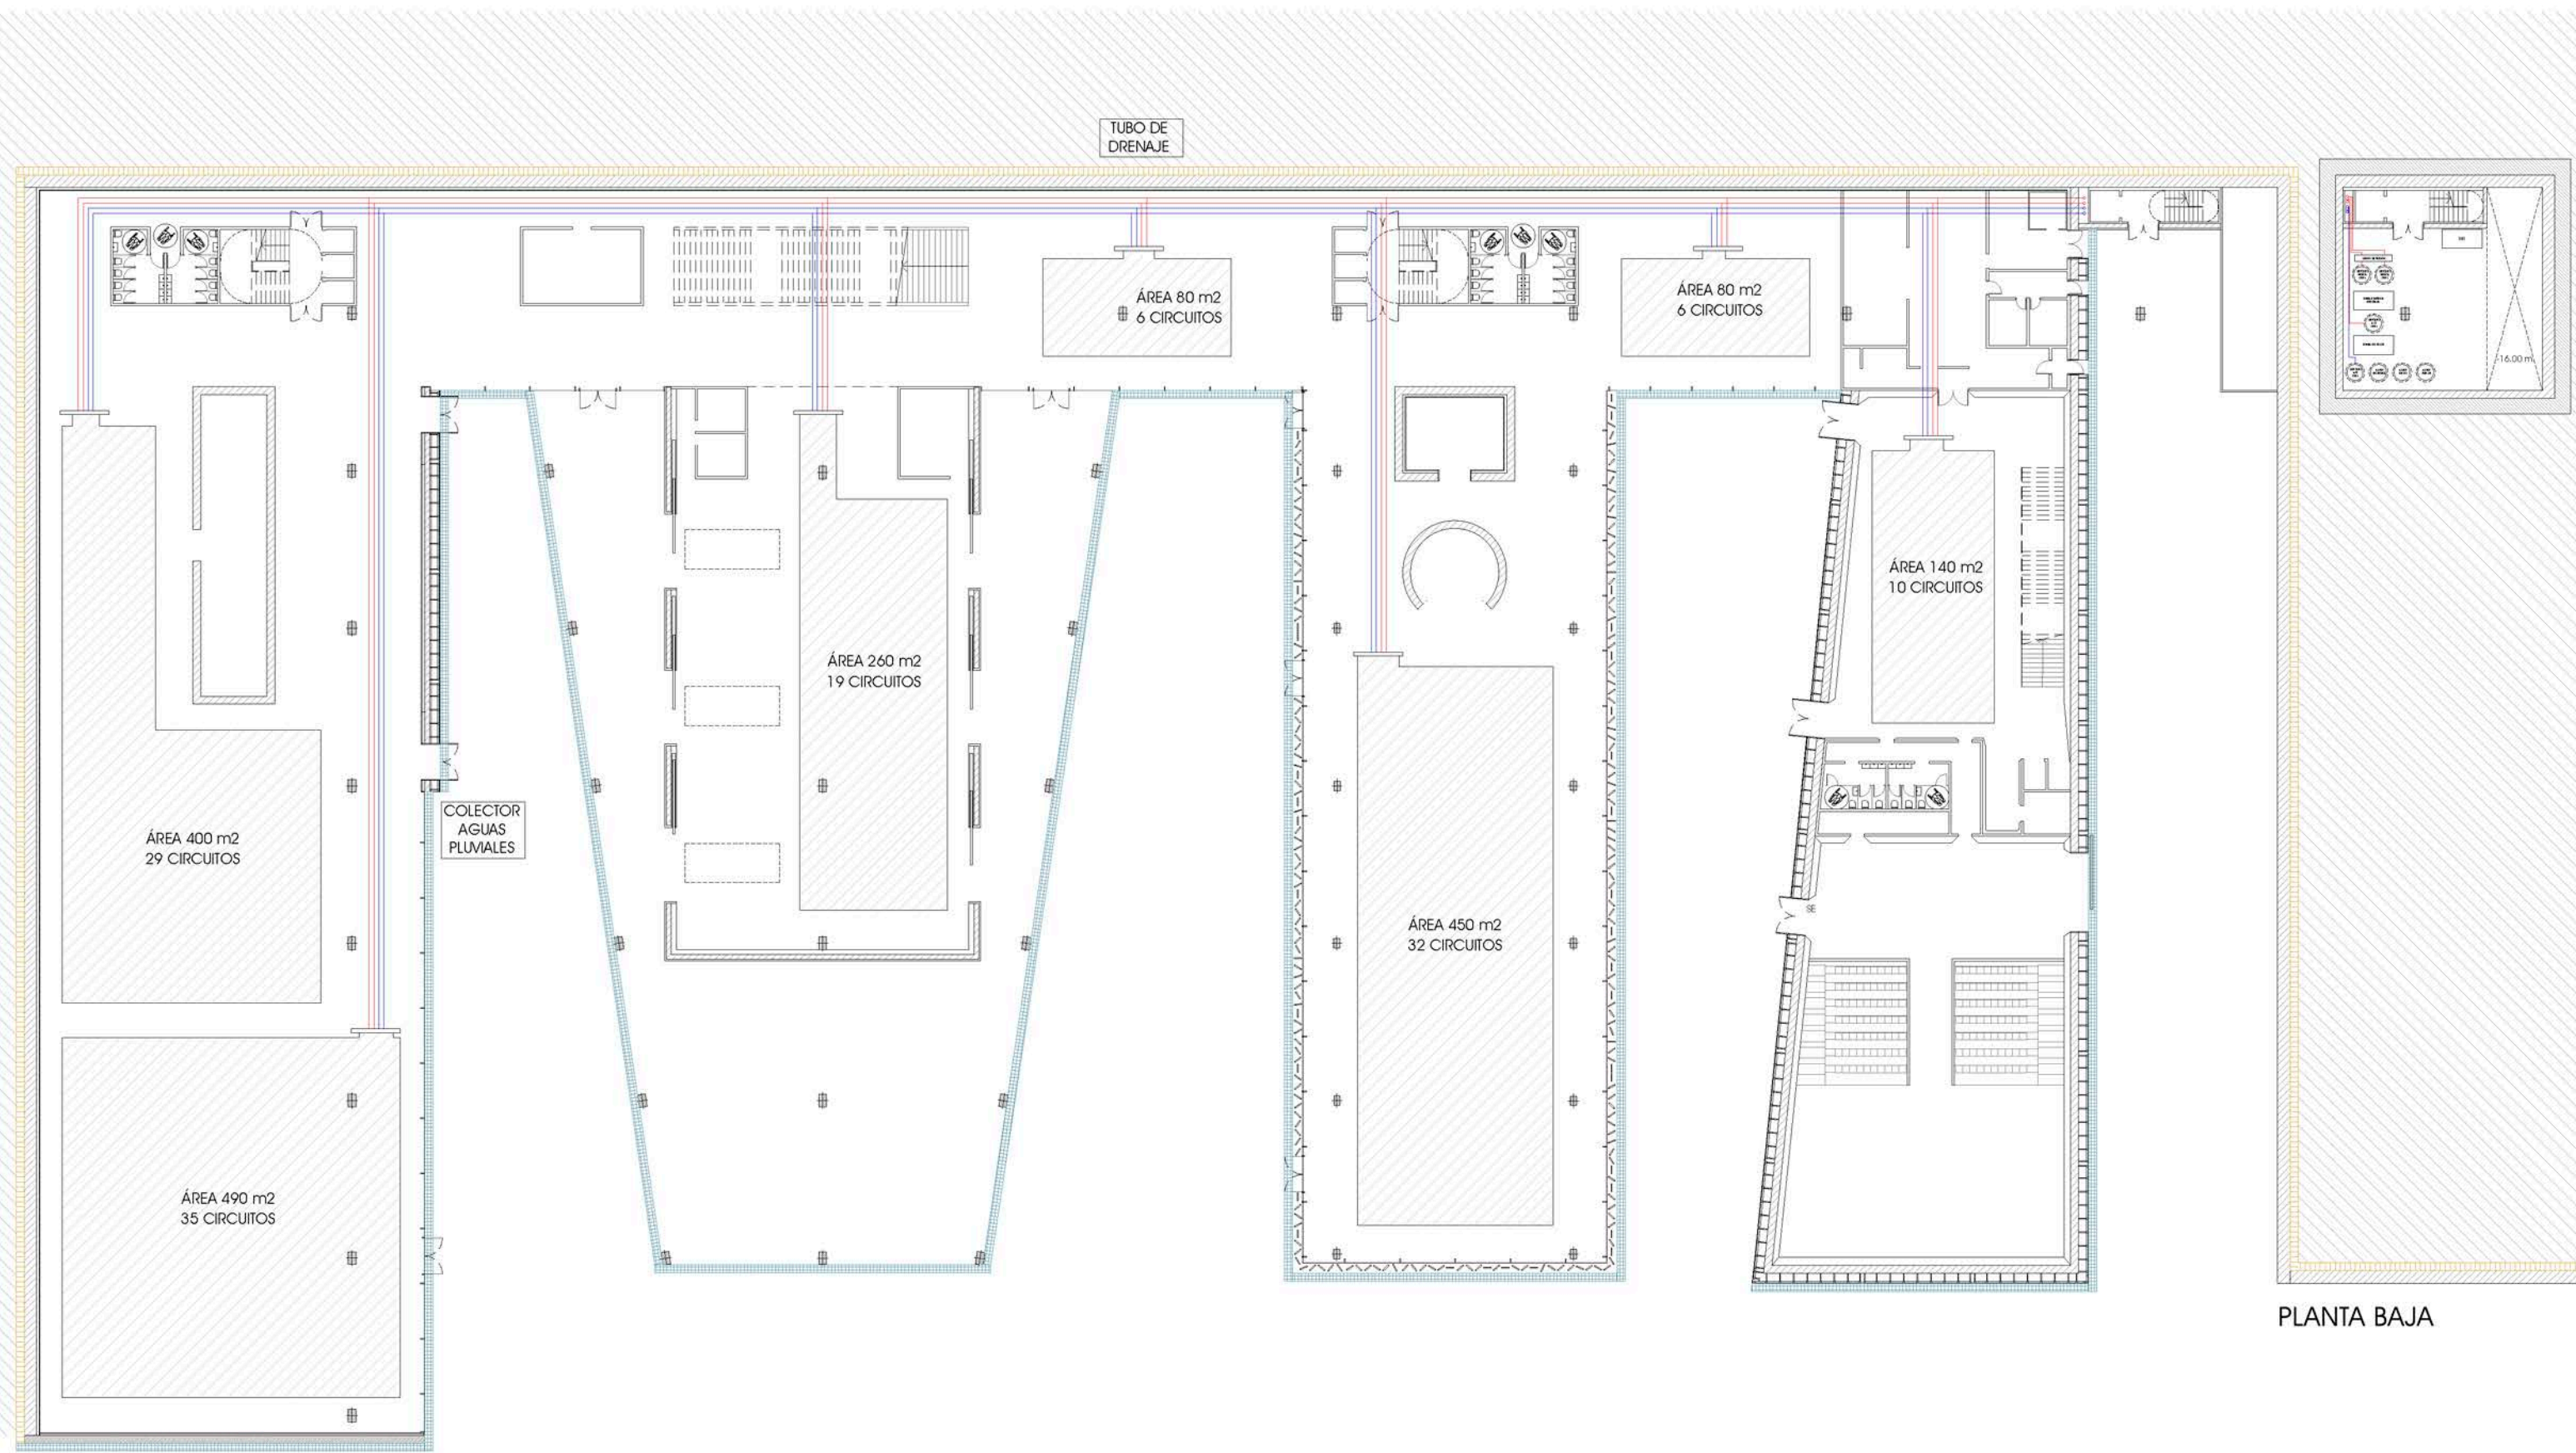 TUBO DE
DRENAJE
ÁREA 80 m2
6 CIRCUITOS
ÁREA 80 m2
6 CIRCUITOS
-16.00 m.
ÁREA 140 m2
10 CIRCUITOS
ÁREA 260 m2
19 CIRCUITOS
COLECTOR
AGUAS
PLUVIALES
ÁREA 400 m2
29 CIRCUITOS
SE
ÁREA 450 m2
32 CIRCUITOS
ÁREA 490 m2
35 CIRCUITOS
PLANTA BAJA